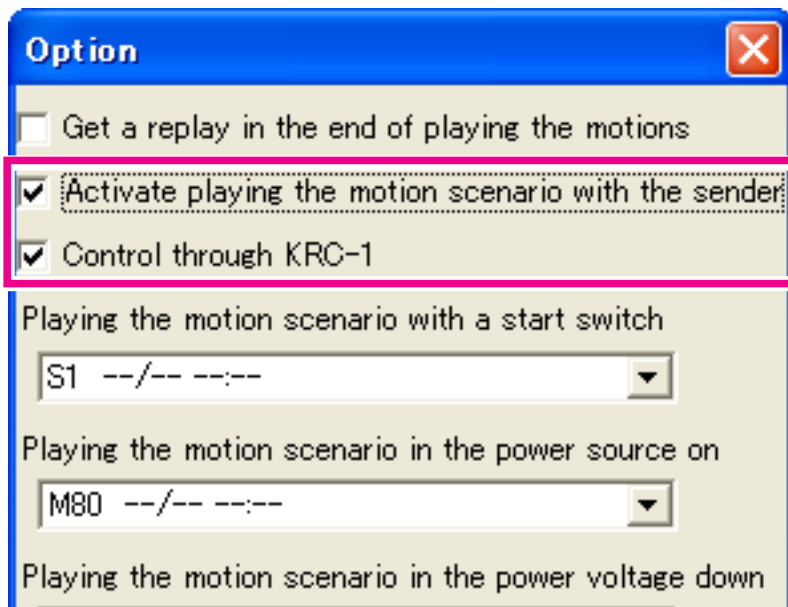 Option
Get a replay in the end of playing the motions
Activate playing the motion scenario with the sender
Control through KRC-1
Playing the motion scenario with a start switch
S1 --/-- --:--
Playing the motion scenario in the power source on
M80 --/-- --:--
Playing the motion scenario in the power voltage down